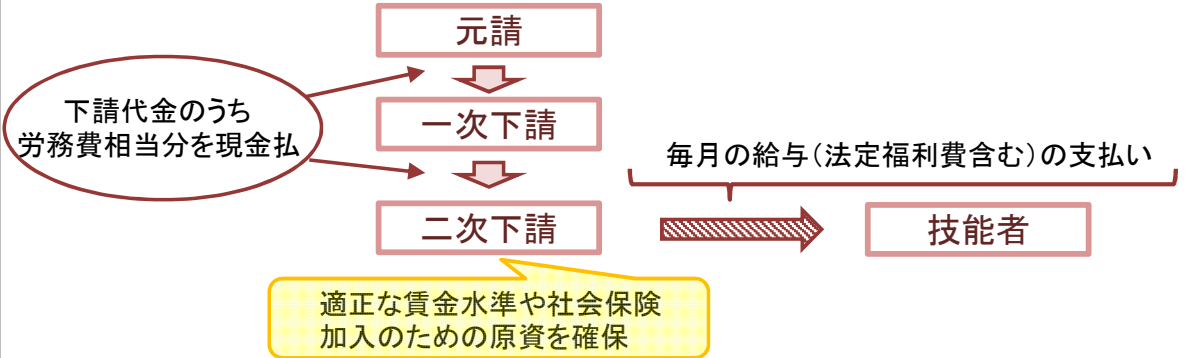 元請
下請代金のうち
労務費相当分を現金払
一次下請
毎月の給与(法定福利費含む)の支払い
二次下請
技能者
適正な賃金水準や社会保険
加入のための原資を確保